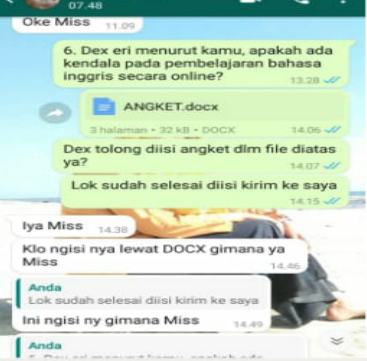 07.48
Oke Miss 11.09
6. Dex eri menurut kamu, apakah ada
kendala pada pembelajaran bahasa
inggris secara online?
13.28
ANGKET.docx
3 halaman • 32 kB • DOCX 14.06
Dex tolong diisi angket dlm file diatas
ya?
14.07
Lok sudah selesai diisi kirim ke saya
14.15
Iya Miss 14.38
Klo ngisi nya lewat DOCX gimana ya
Miss
14.46
Anda
Lok sudah selesai diisi kirim ke saya
Ini ngisi ny gimana Miss 14.49
Anda